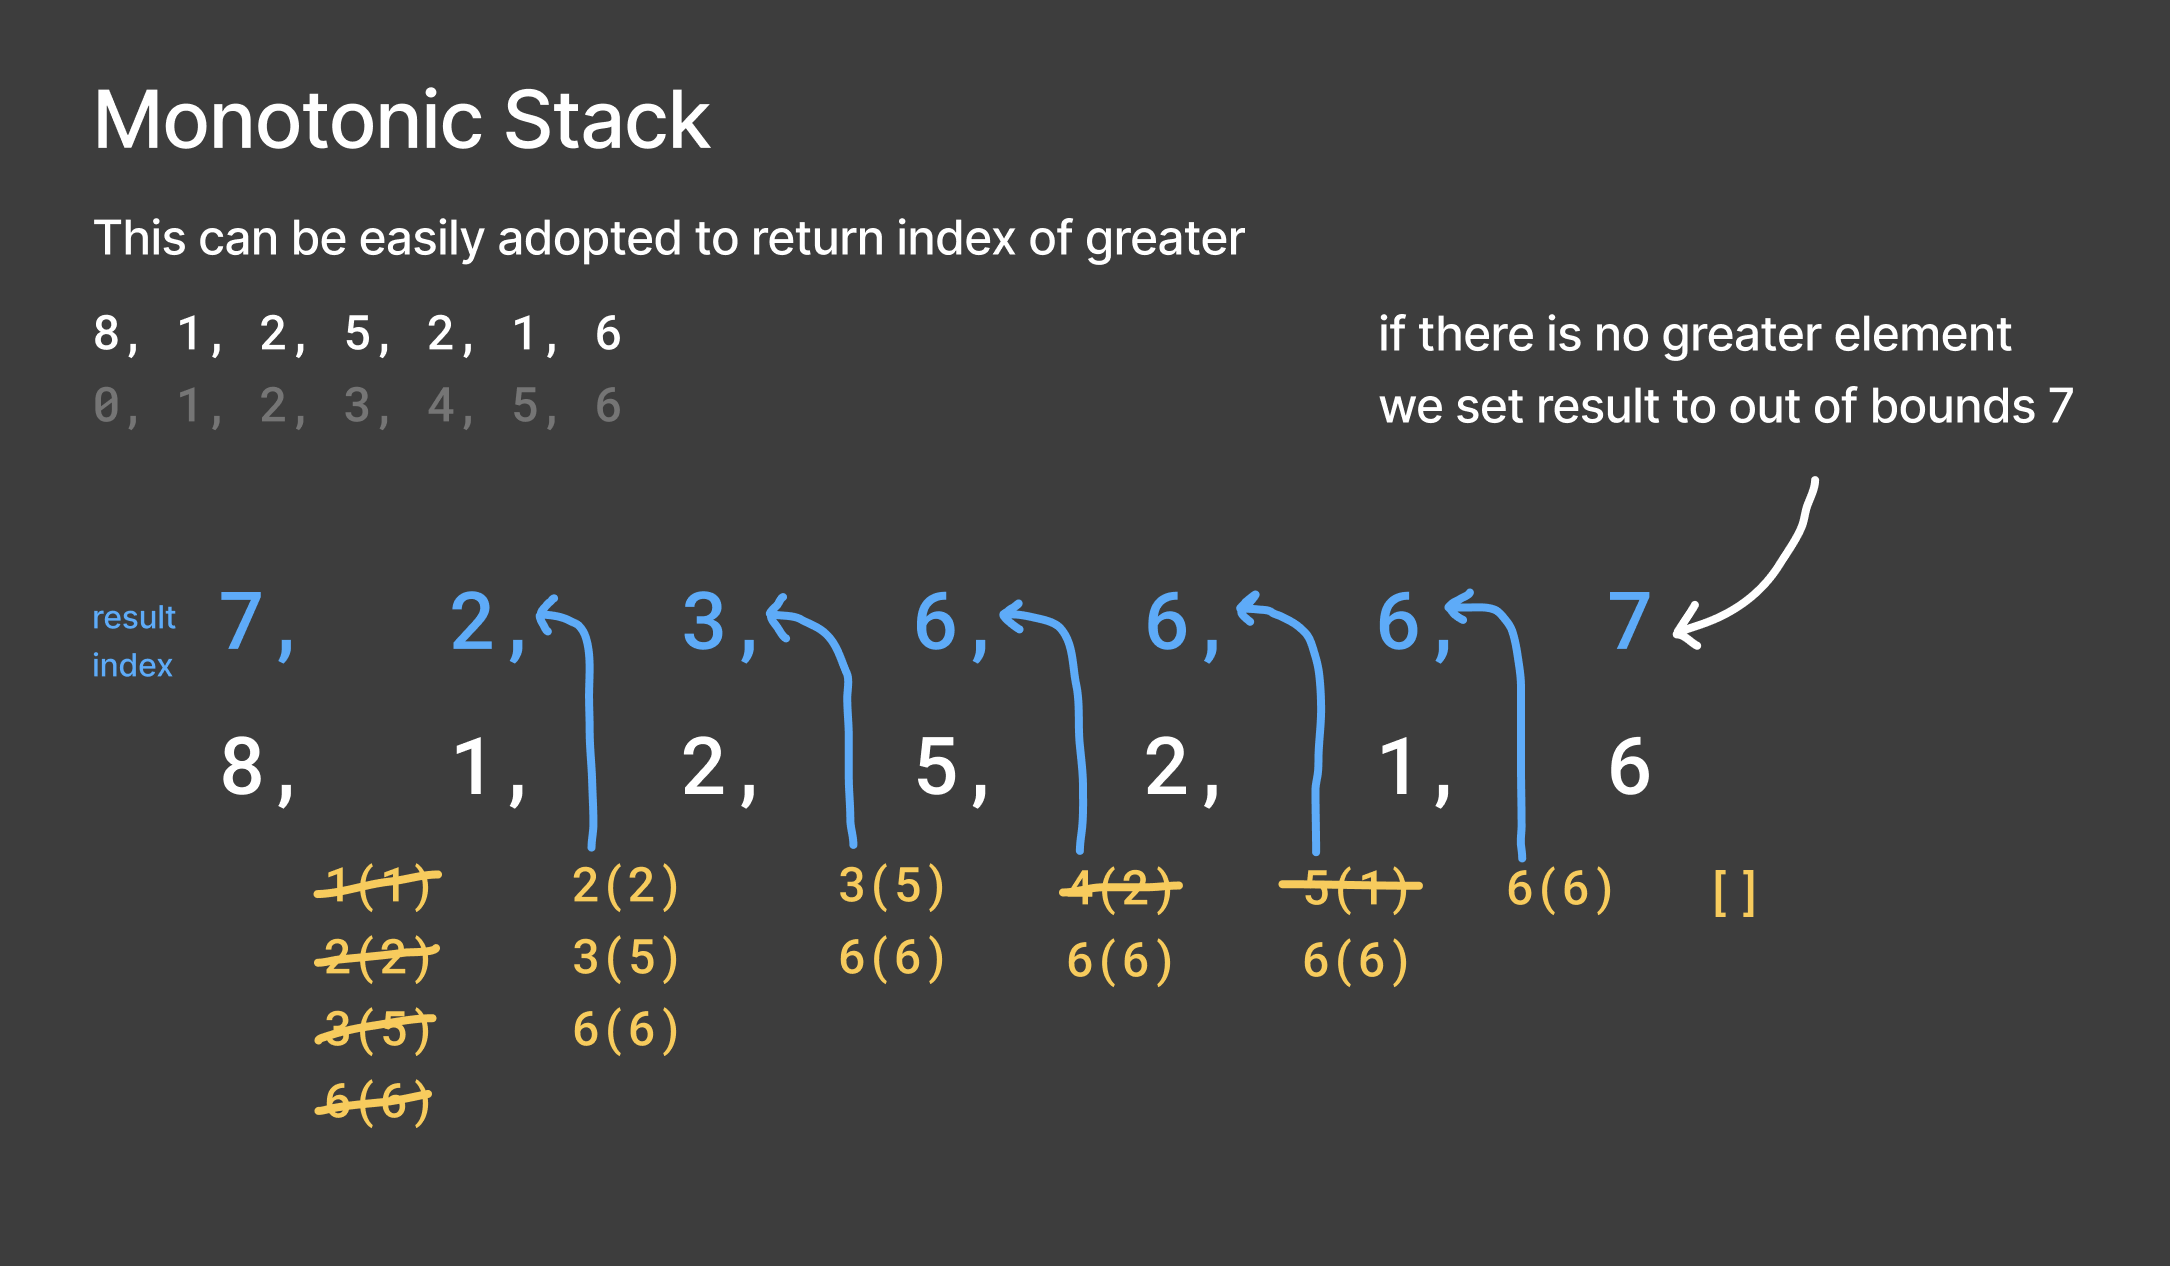 Monotonic Stack
This can be easily adopted to return index of greater
8, 1, 2, 5, 2, 1, 6
0, 1, 2, 3, 4, 5, 6
if there is no greater element
we set result to out of bounds 7
result
index
7, 2, 3, 6, 6, 6, 7
8, 1, 2, 5, 2, 1, 6
1(1) 2(2) 3(5) 4(2) 5(1) 6(6) []
2(2) 3(5) 6(6) 6(6) 6(6)
3(5) 6(6)
6(6)